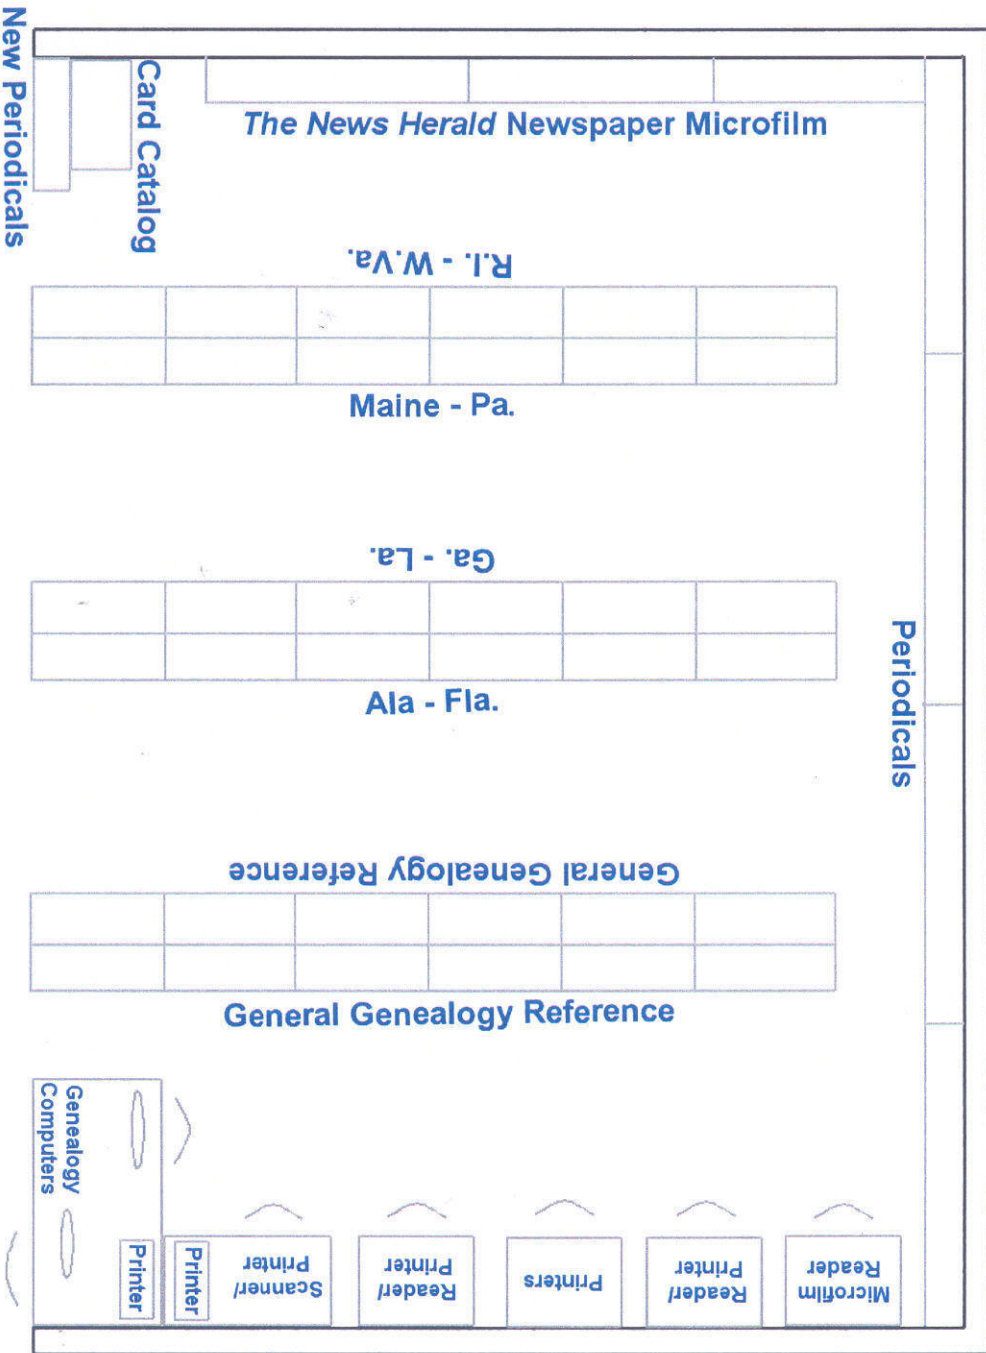 New Periodicals
Card Catalog
The News Herald Newspaper Microfilm
R.I. - W.Va.
Maine - Pa.
Ga. - La.
Ala - Fla.
Periodicals
General Genealogy Reference
General Genealogy Reference
Genealogy
Computers
Printer
Printer
Scanner/
Printer
Reader/
Printer
Printers
Reader/
Printer
Microfilm
Reader